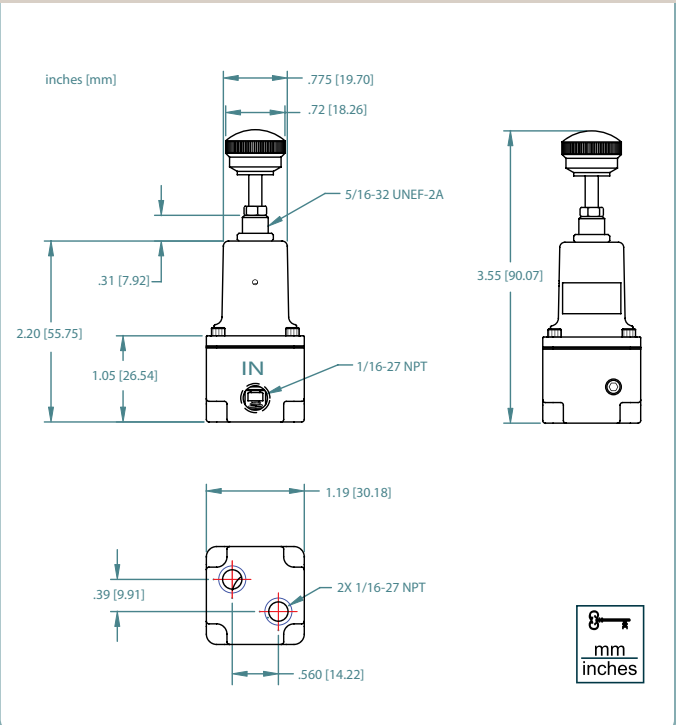 inches [mm]
.775 [19.70]
.72 [18.26]
5/16-32 UNEF-2A
.31 [7.92]
3.55 [90.07]
2.20 [55.75]
1.05 [26.54]
IN
1/16-27 NPT
1.19 [30.18]
.39 [9.91]
2X 1/16-27 NPT
.560 [14.22]
mm
inches